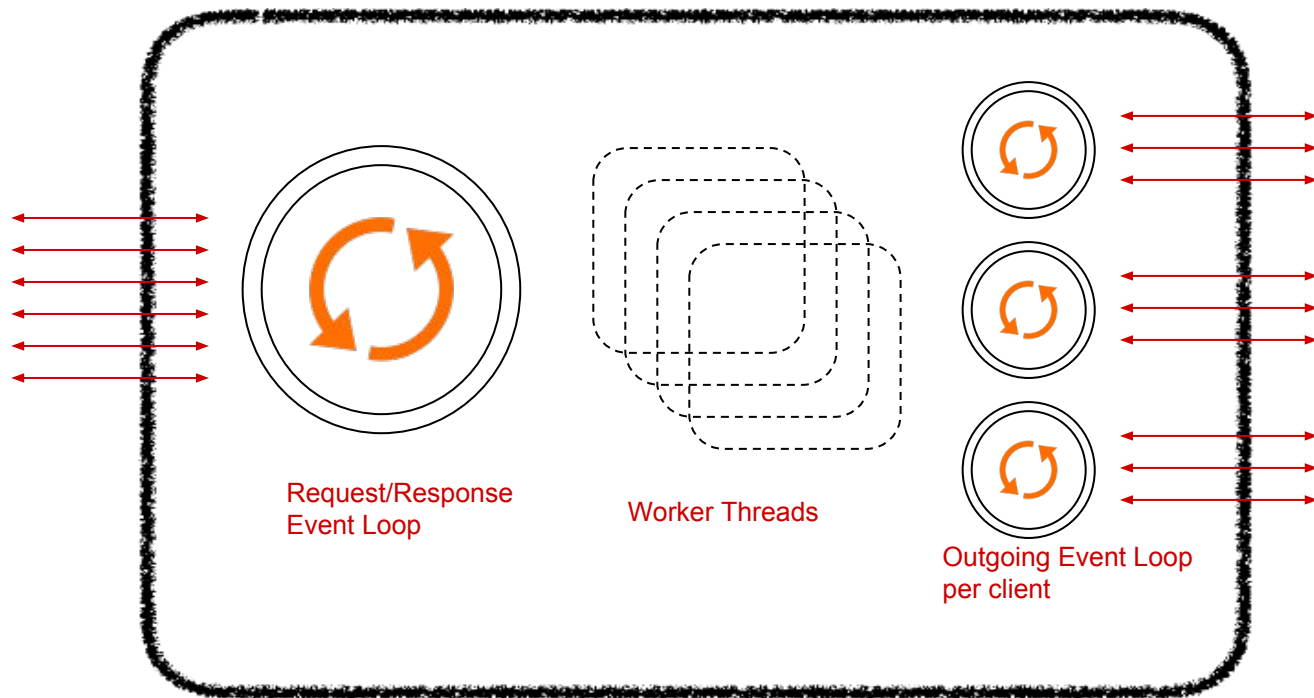 Request/Response
Event Loop
Worker Threads
Outgoing Event Loop
per client